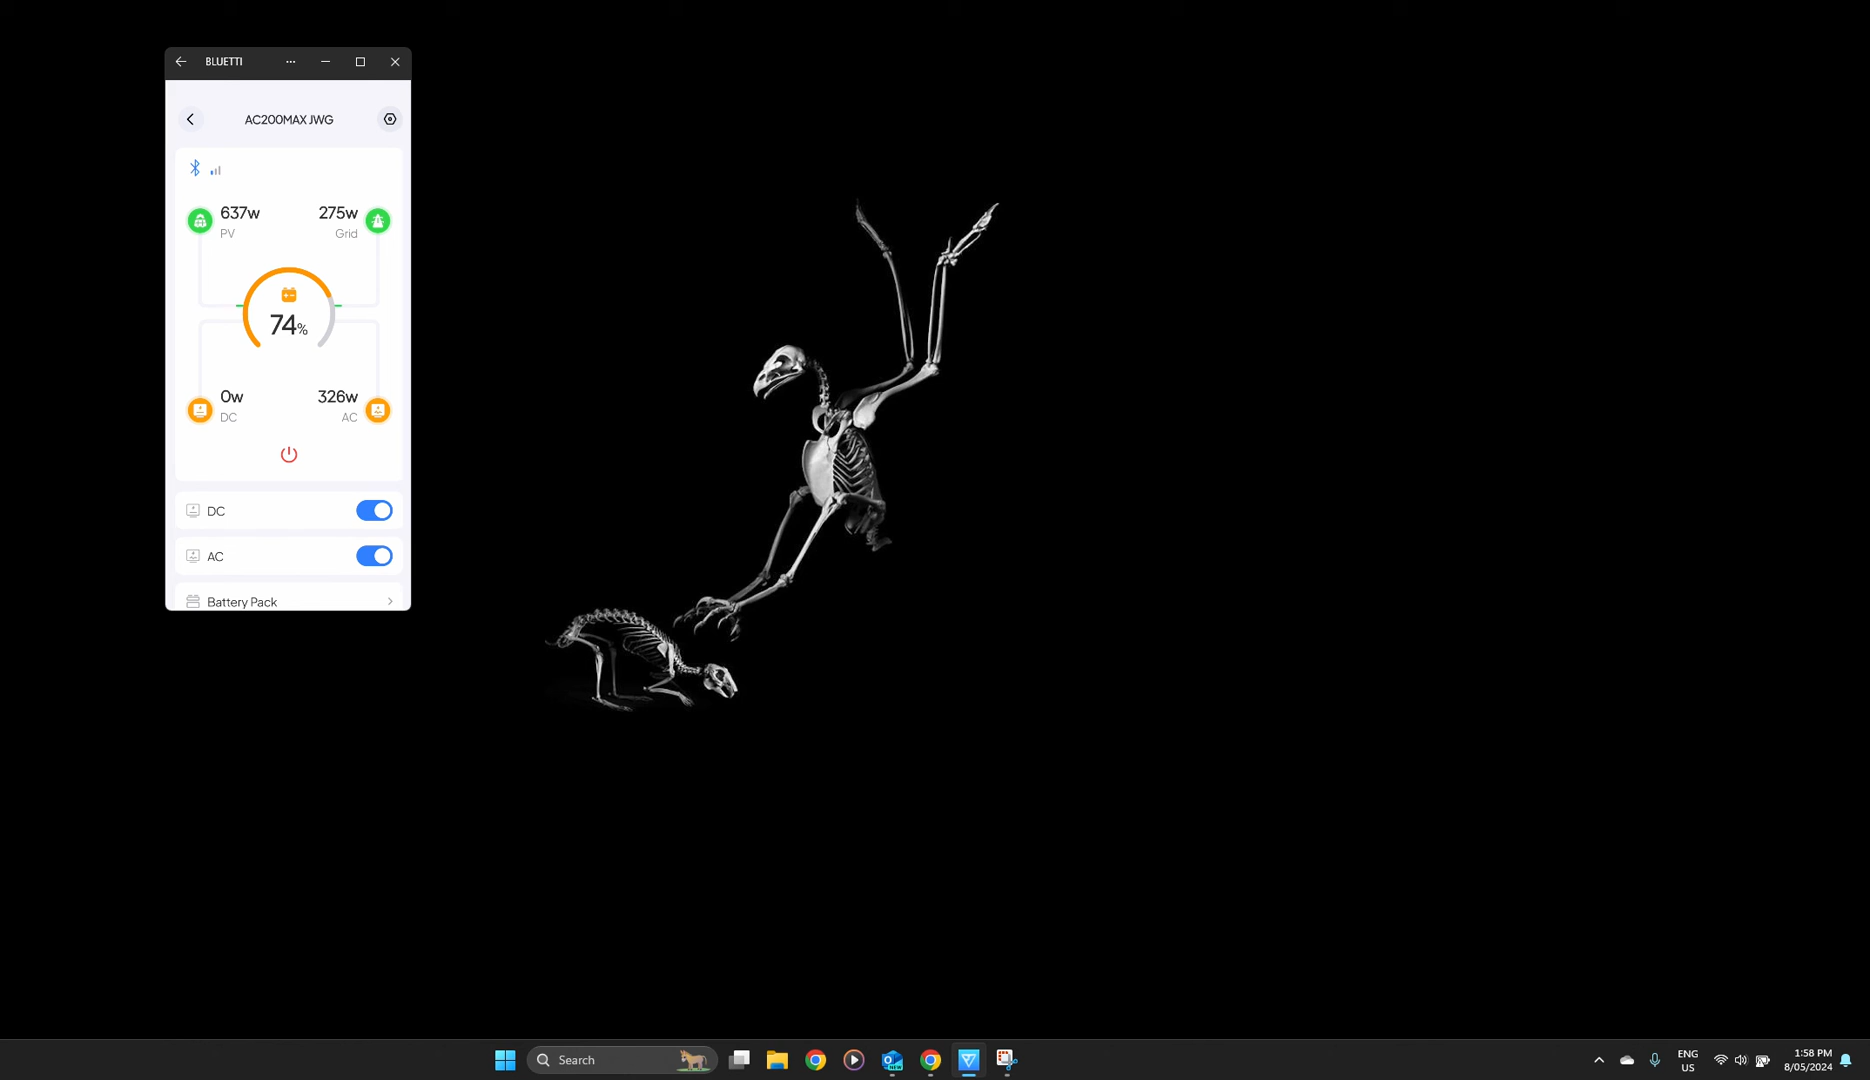 BLUETTI
AC200MAX JWG
637w
PV
275w
Grid
74%
0w
DC
326w
AC
DC
AC
Battery Pack
Search
ENG
US
1:58 PM
8/05/2024